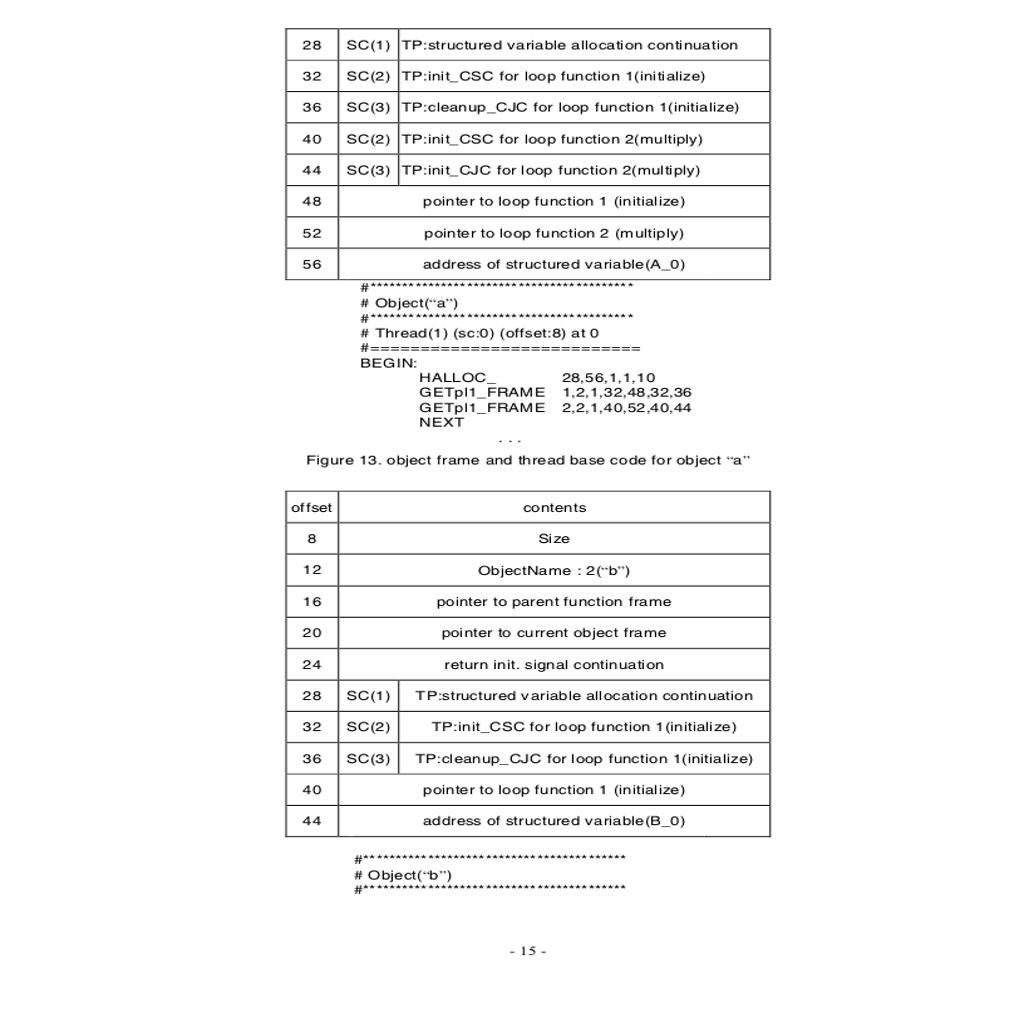 28 SC(1) TP:structured variable allocation continuation
32 SC(2) TP:init_CSC for loop function 1(initialize)
36 SC(3) TP:cleanup_CJC for loop function 1(initialize)
40 SC(2) TP:init_CSC for loop function 2(multiply)
44 SC(3) TP:init_CJC for loop function 2(multiply)
48 pointer to loop function 1 (initialize)
52 pointer to loop function 2 (multiply)
56 address of structured variable(A_0)
#*****************************************
# Object(“a”)
#*****************************************
# Thread(1) (sc:0) (offset:8) at 0
#===========================
BEGIN:
HALLOC_ 28,56,1,1,10
GETpl1_FRAME 1,2,1,32,48,32,36
GETpl1_FRAME 2,2,1,40,52,40,44
NEXT
. . .
Figure 13. object frame and thread base code for object “a”
offset contents
8 Size
12 ObjectName : 2(“b”)
16 pointer to parent function frame
20 pointer to current object frame
24 return init. signal continuation
28 SC(1) TP:structured variable allocation continuation
32 SC(2) TP:init_CSC for loop function 1(initialize)
36 SC(3) TP:cleanup_CJC for loop function 1(initialize)
40 pointer to loop function 1 (initialize)
44 address of structured variable(B_0)
#*****************************************
# Object(“b”)
#*****************************************
- 15 -